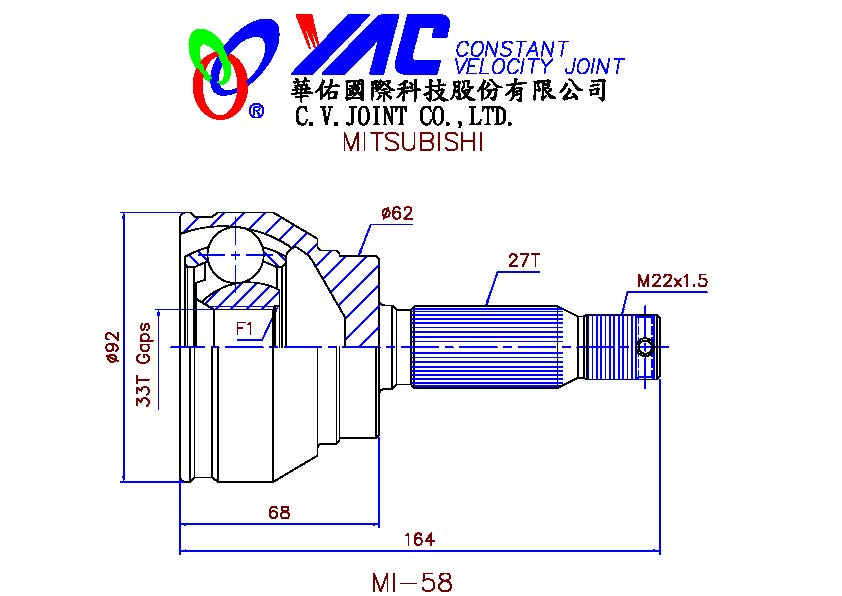 YAC CONSTANT
VELOCITY JOINT
®
華佑國際科技股份有限公司
C.V.JOINT CO.,LTD.
MITSUBISHI
ø62
27T
M22x1.5
F1
ø92
33T Gaps
68
164
MI-58